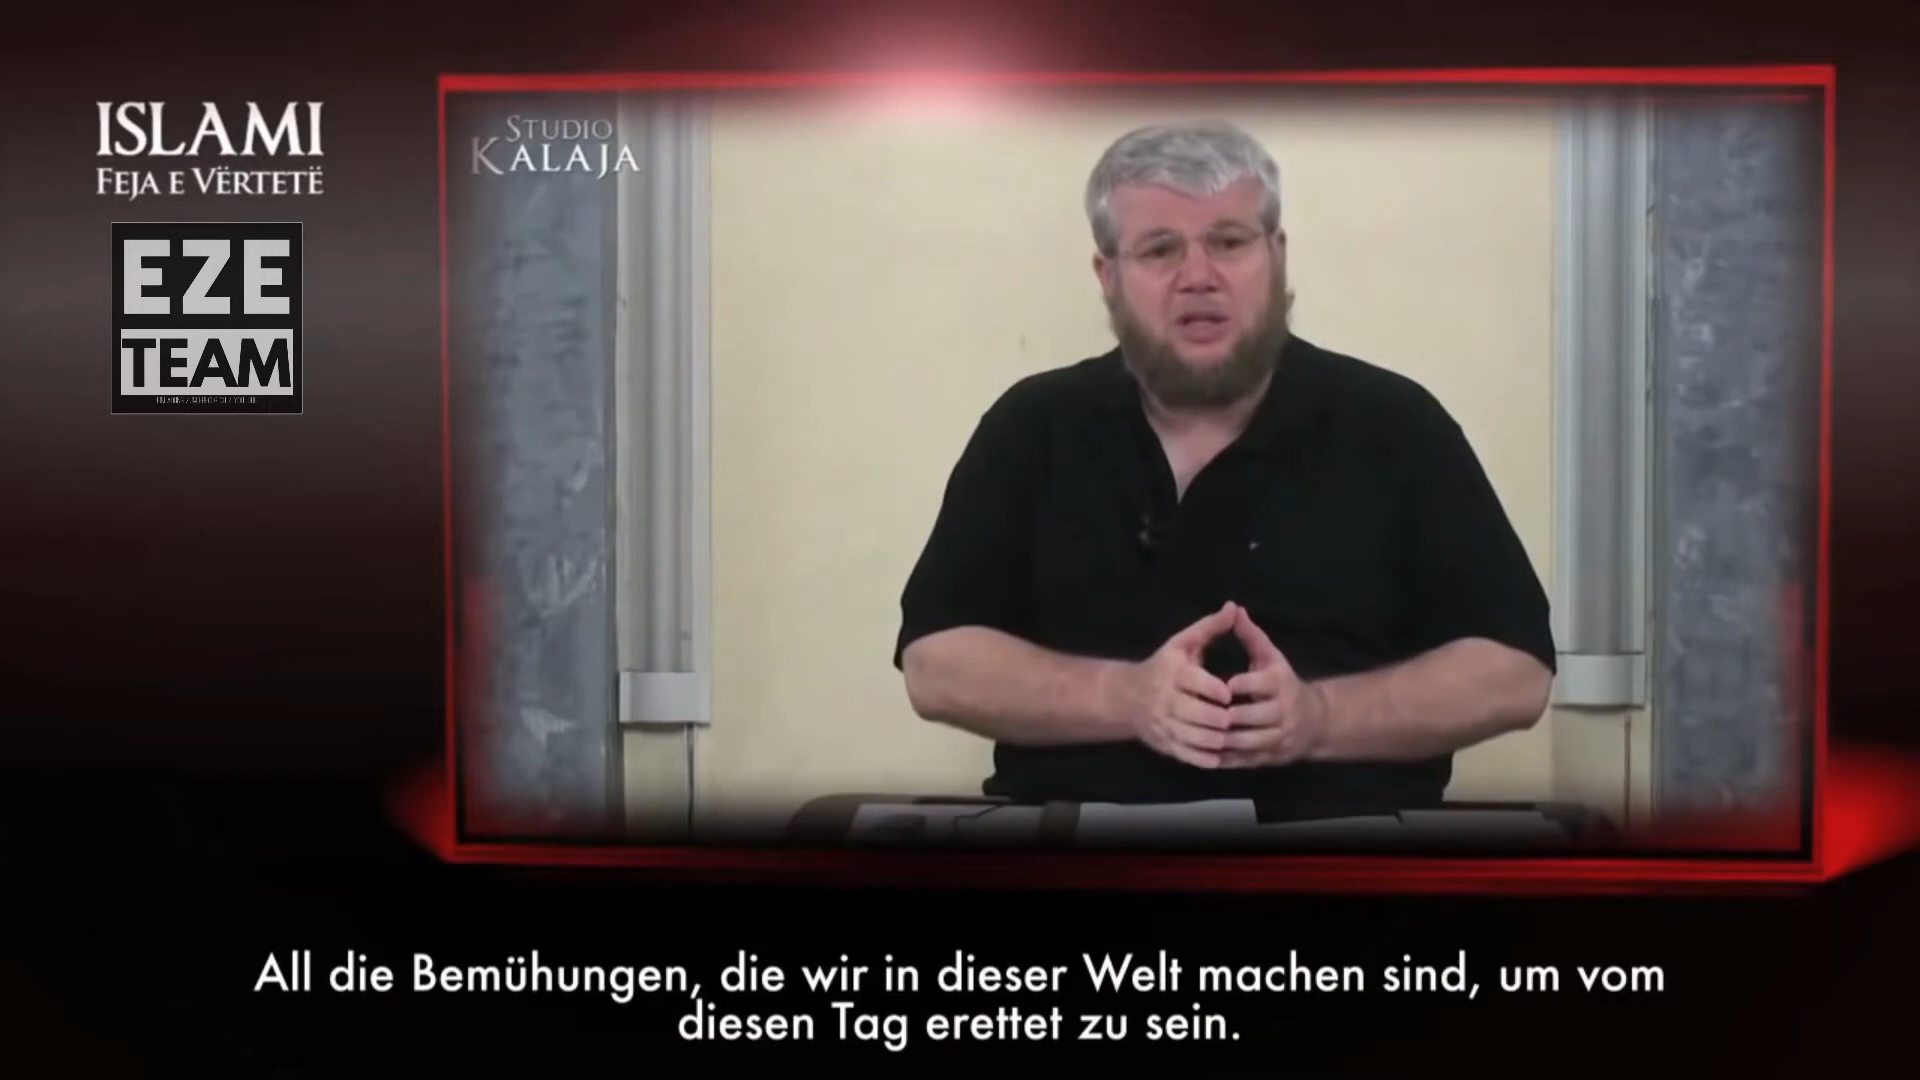 ISLAMI
FEJA E VËRTETË
EZE
TEAM
STUDIO
KALAJA
All die Bemühungen, die wir in dieser Welt machen sind, um vom
diesen Tag erettet zu sein.